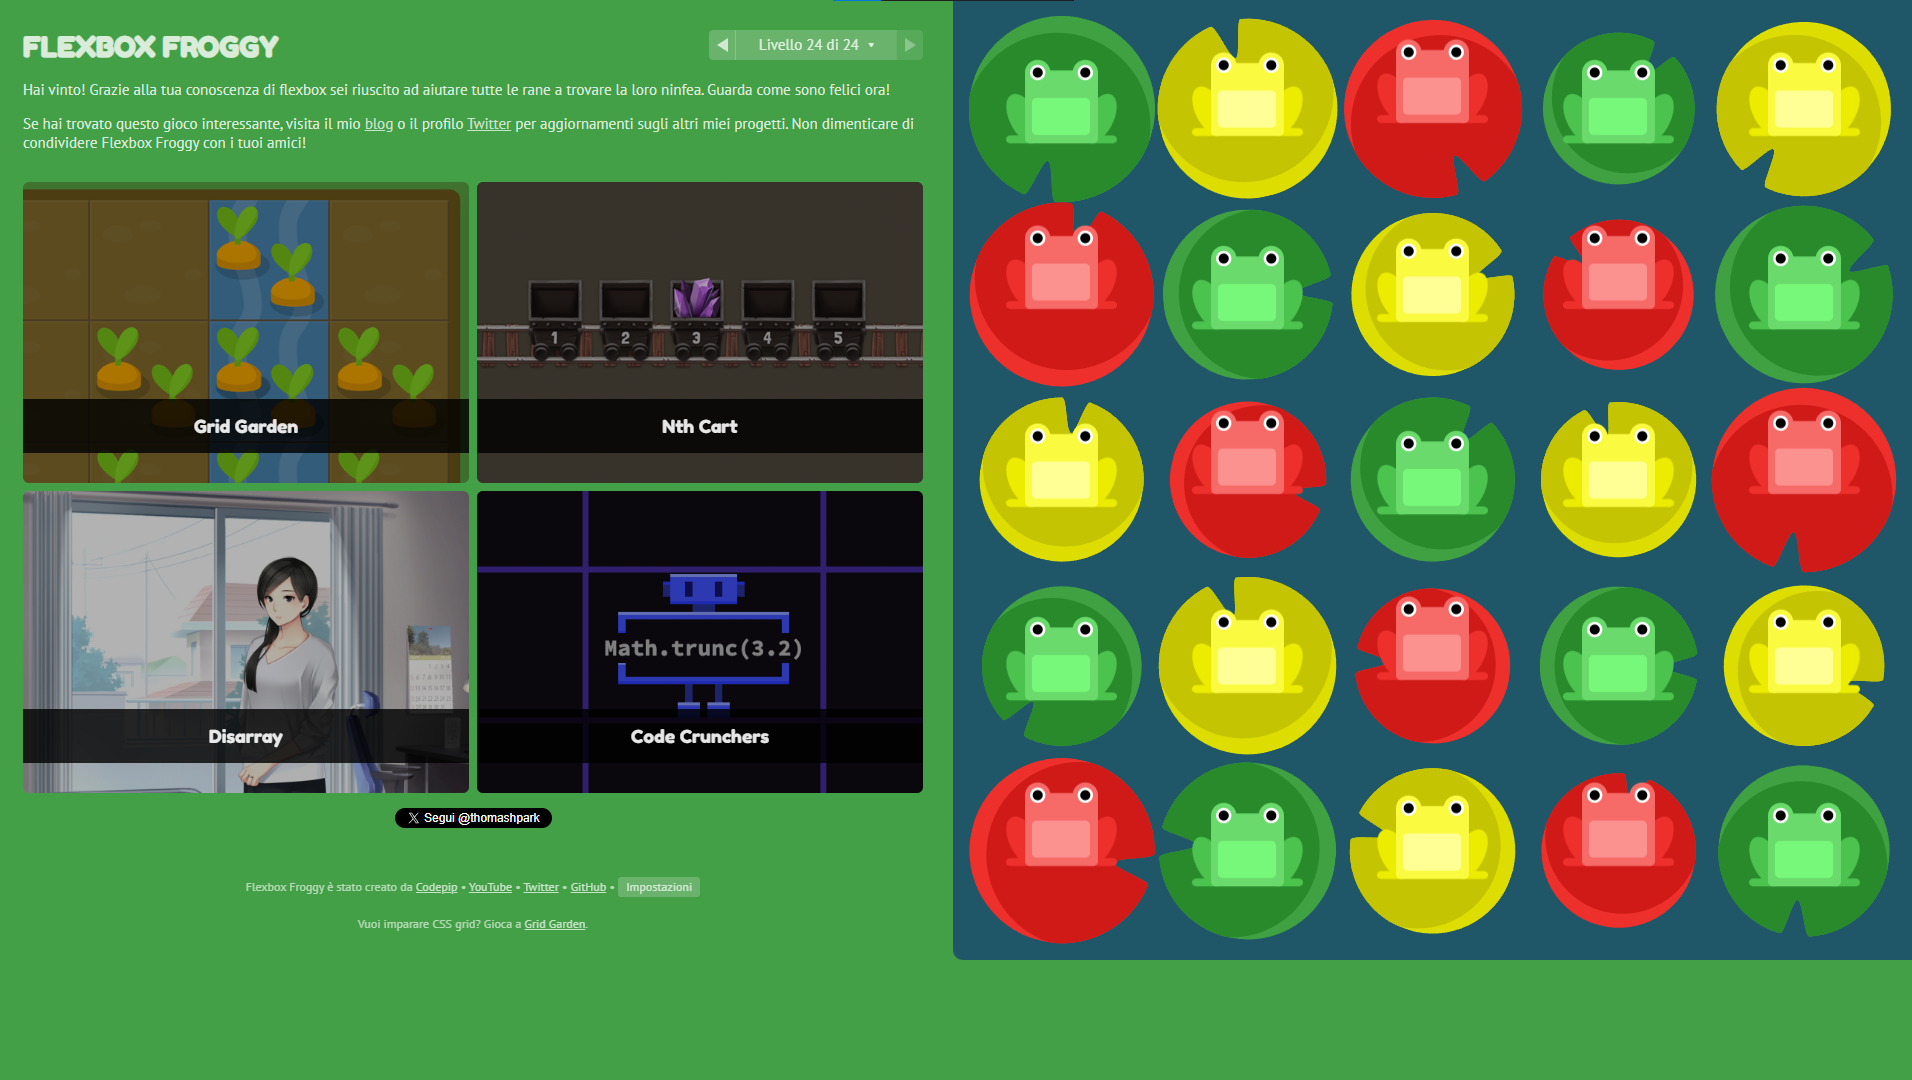 FLEXBOX FROGGY
◀ Livello 24 di 24 ▾ ▶
Hai vinto! Grazie alla tua conoscenza di flexbox sei riuscito ad aiutare tutte le rane a trovare la loro ninfea. Guarda come sono felici ora!
Se hai trovato questo gioco interessante, visita il mio blog o il profilo Twitter per aggiornamenti sugli altri miei progetti. Non dimenticare di
condividere Flexbox Froggy con i tuoi amici!
1 2 3 4 5
Grid Garden
Nth Cart
Math.trunc(3.2)
Disarray
Code Crunchers
Segui @thomashpark
Flexbox Froggy è stato creato da Codepip • YouTube • Twitter • GitHub • Impostazioni
Vuoi imparare CSS grid? Gioca a Grid Garden.